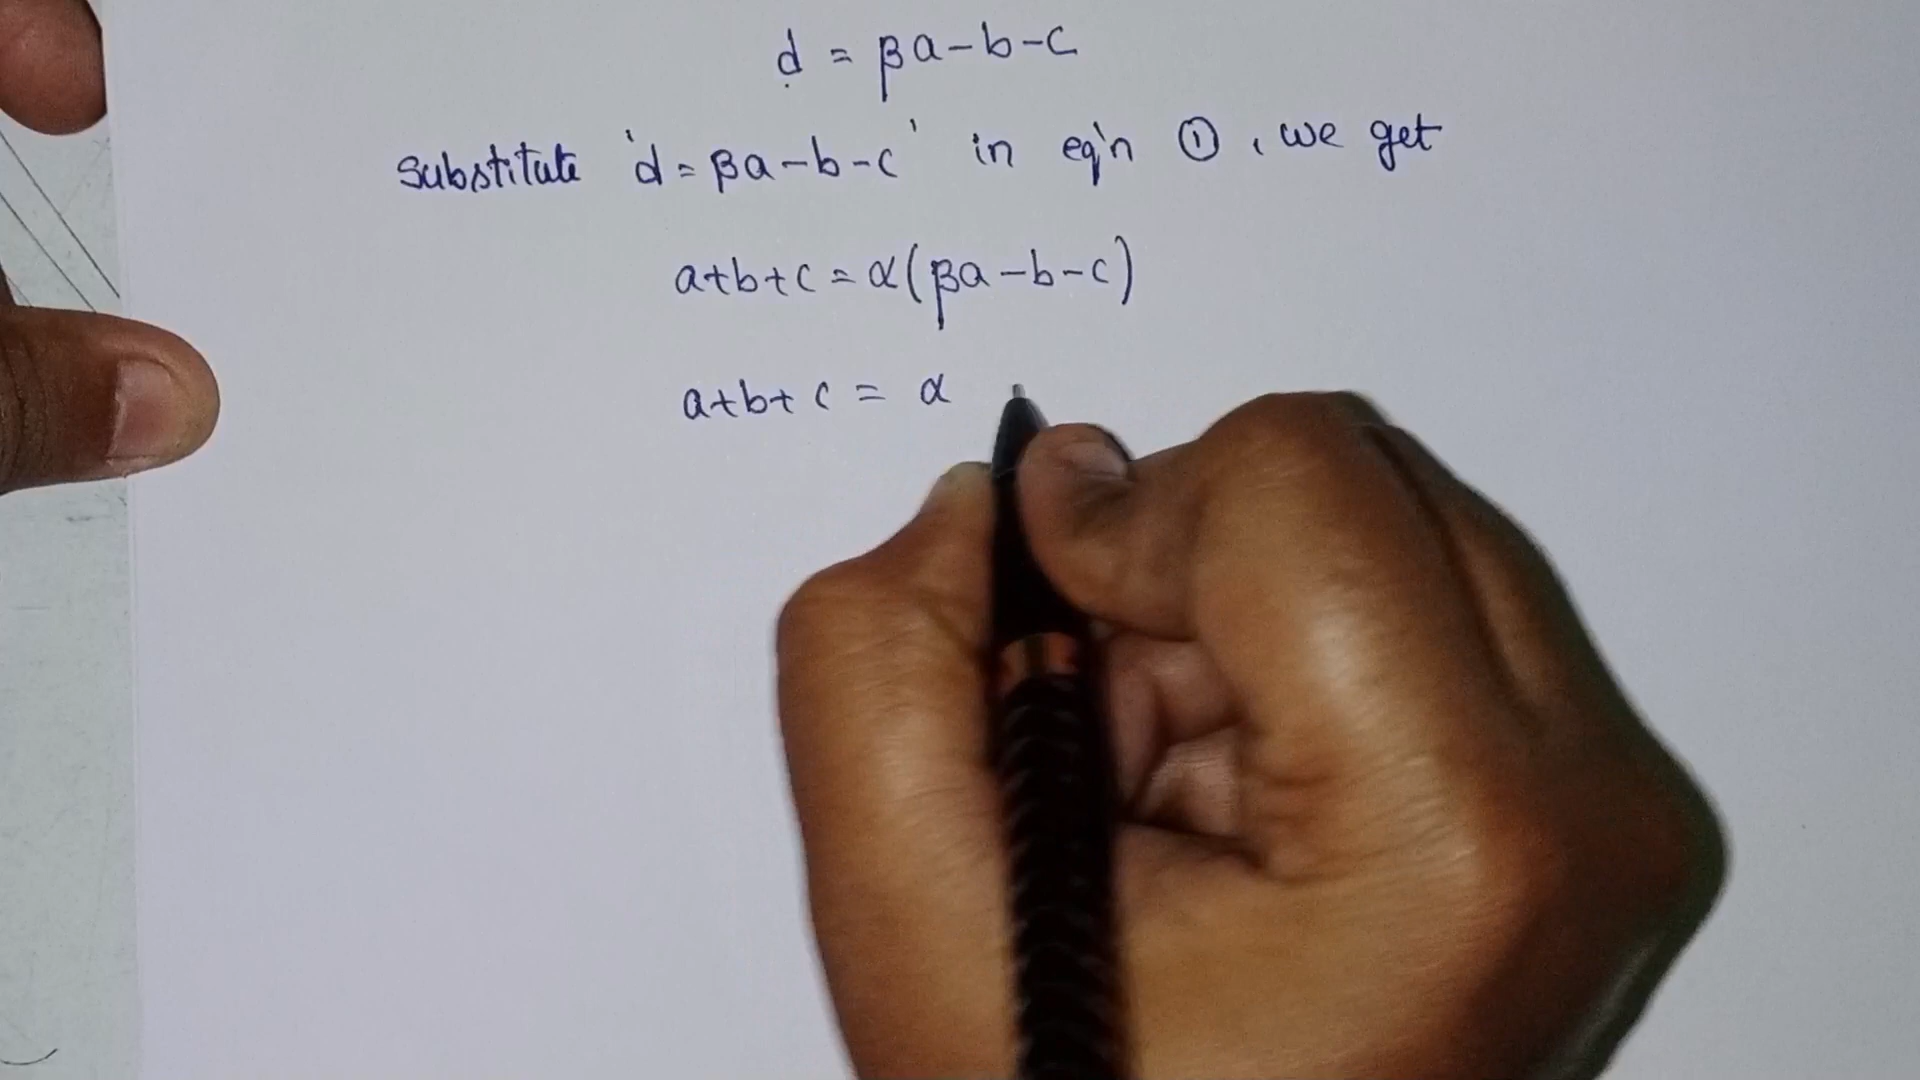 d = βa-b-c
Substitute 'd = βa-b-c' in eq'n ①, we get
a+b+c = α(βa-b-c)
a+b+c = α